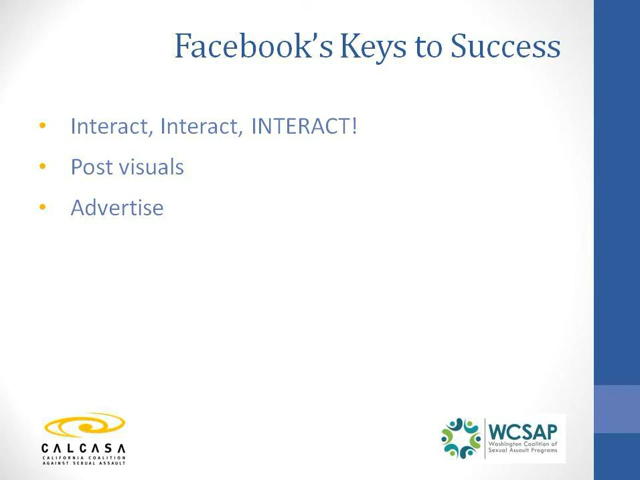 Facebook's Keys to Success
• Interact, Interact, INTERACT!
• Post visuals
• Advertise
CALCASA
CALIFORNIA COALITION
AGAINST SEXUAL ASSAULT
WCSAP
Washington Coalition of
Sexual Assault Programs